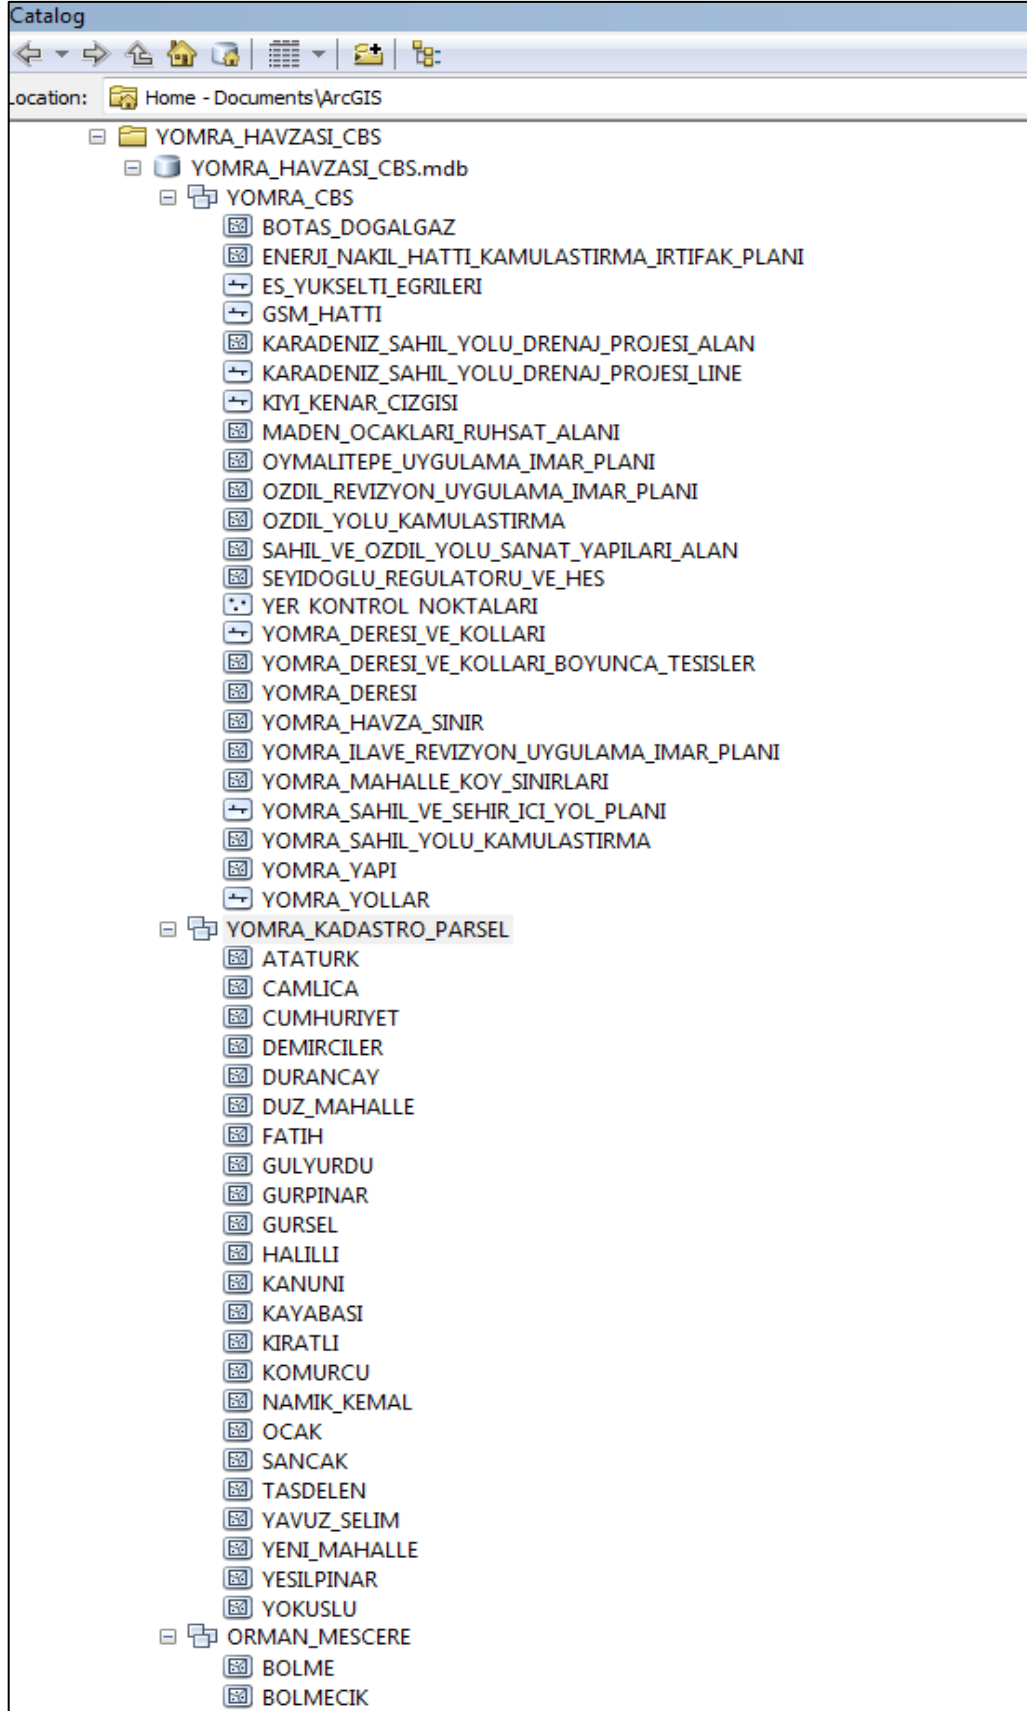 Catalog
Location: Home - Documents\ArcGIS
YOMRA_HAVZASI_CBS
YOMRA_HAVZASI_CBS.mdb
YOMRA_CBS
BOTAS_DOGALGAZ
ENERJI_NAKIL_HATTI_KAMULASTIRMA_IRTIFAK_PLANI
ES_YUKSELTI_EGRILERI
GSM_HATTI
KARADENIZ_SAHIL_YOLU_DRENAJ_PROJESI_ALAN
KARADENIZ_SAHIL_YOLU_DRENAJ_PROJESI_LINE
KIYI_KENAR_CIZGISI
MADEN_OCAKLARI_RUHSAT_ALANI
OYMALITEPE_UYGULAMA_IMAR_PLANI
OZDIL_REVIZYON_UYGULAMA_IMAR_PLANI
OZDIL_YOLU_KAMULASTIRMA
SAHIL_VE_OZDIL_YOLU_SANAT_YAPILARI_ALAN
SEYIDOGLU_REGULATORU_VE_HES
YER_KONTROL_NOKTALARI
YOMRA_DERESI_VE_KOLLARI
YOMRA_DERESI_VE_KOLLARI_BOYUNCA_TESISLER
YOMRA_DERESI
YOMRA_HAVZA_SINIR
YOMRA_ILAVE_REVIZYON_UYGULAMA_IMAR_PLANI
YOMRA_MAHALLE_KOY_SINIRLARI
YOMRA_SAHIL_VE_SEHIR_ICI_YOL_PLANI
YOMRA_SAHIL_YOLU_KAMULASTIRMA
YOMRA_YAPI
YOMRA_YOLLAR
YOMRA_KADASTRO_PARSEL
ATATURK
CAMLICA
CUMHURIYET
DEMIRCILER
DURANCAY
DUZ_MAHALLE
FATIH
GULYURDU
GURPINAR
GURSEL
HALILLI
KANUNI
KAYABASI
KIRATLI
KOMURCU
NAMIK_KEMAL
OCAK
SANCAK
TASDELEN
YAVUZ_SELIM
YENI_MAHALLE
YESILPINAR
YOKUSLU
ORMAN_MESCERE
BOLME
BOLMECIK